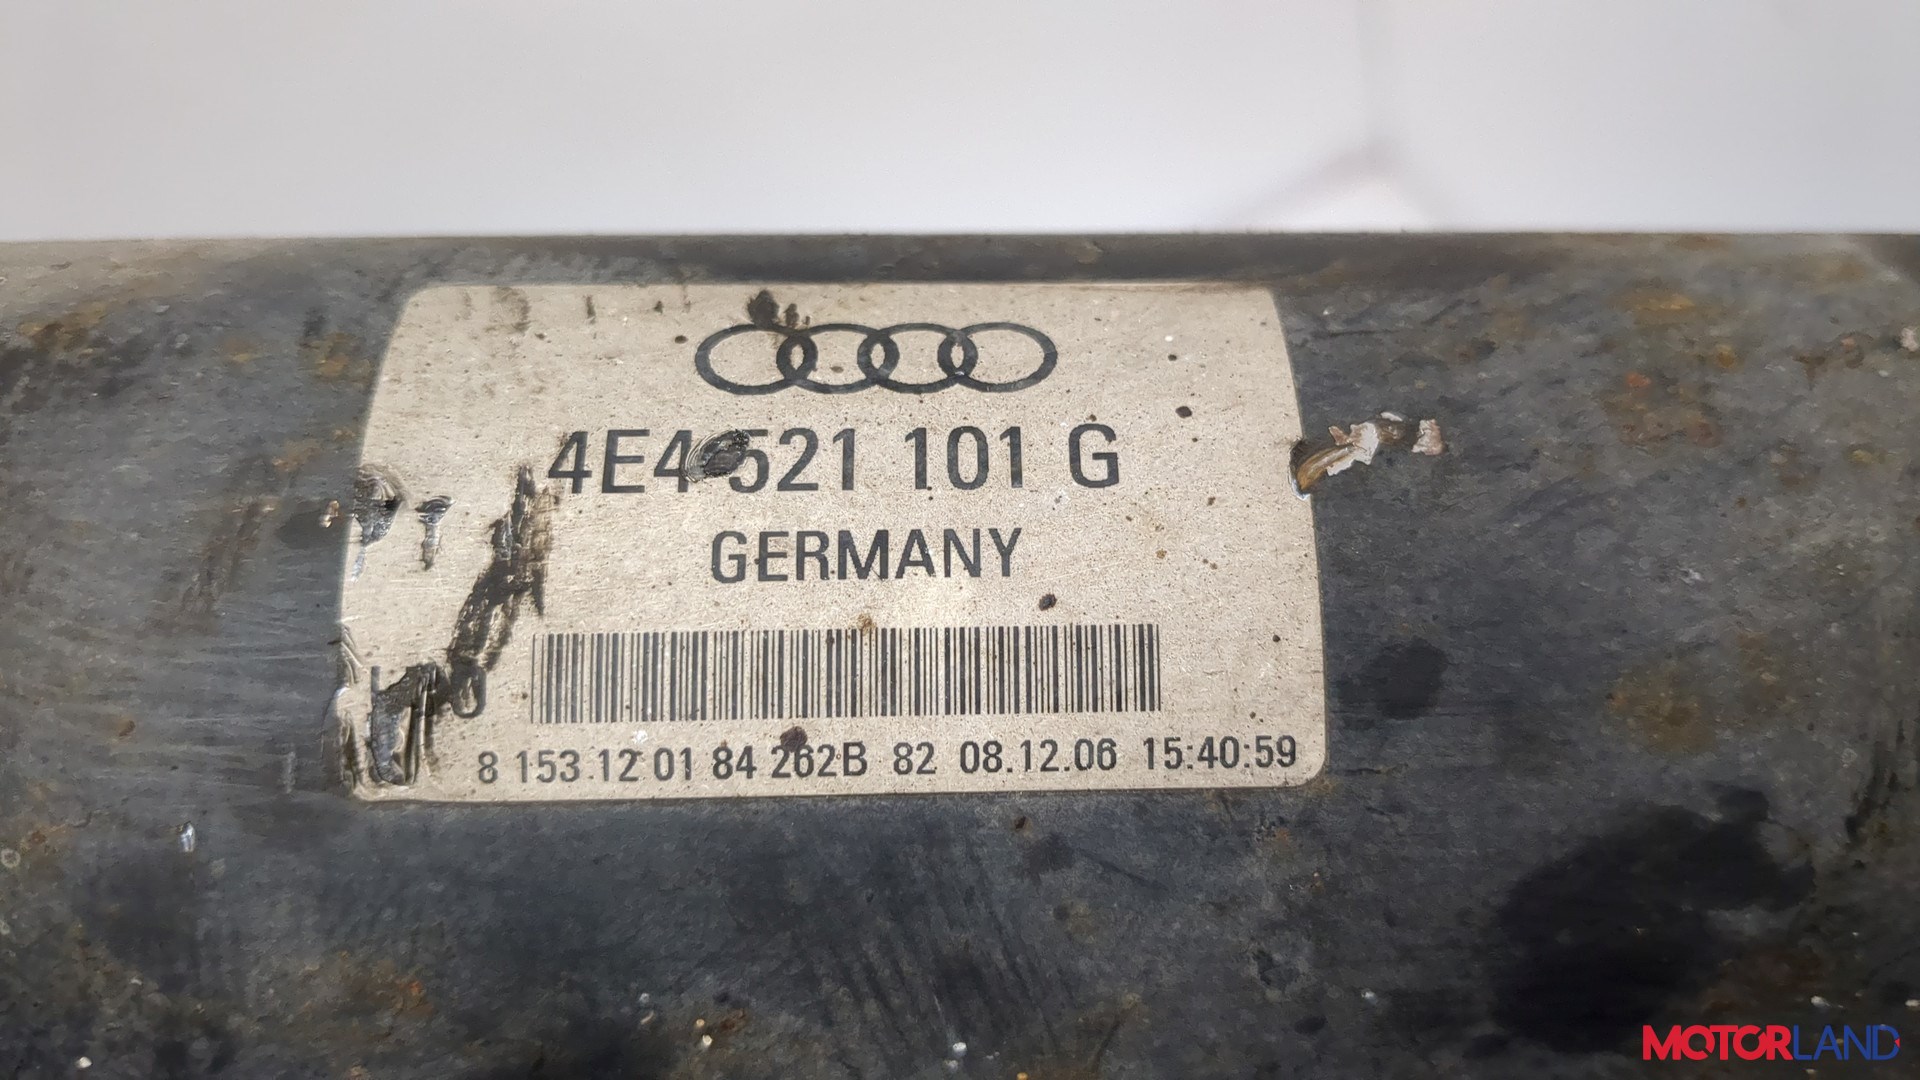 4E4 521 101 G
GERMANY
8 153.12 01 84 262B 82 08.12.06 15:40:59
MOTORLAND